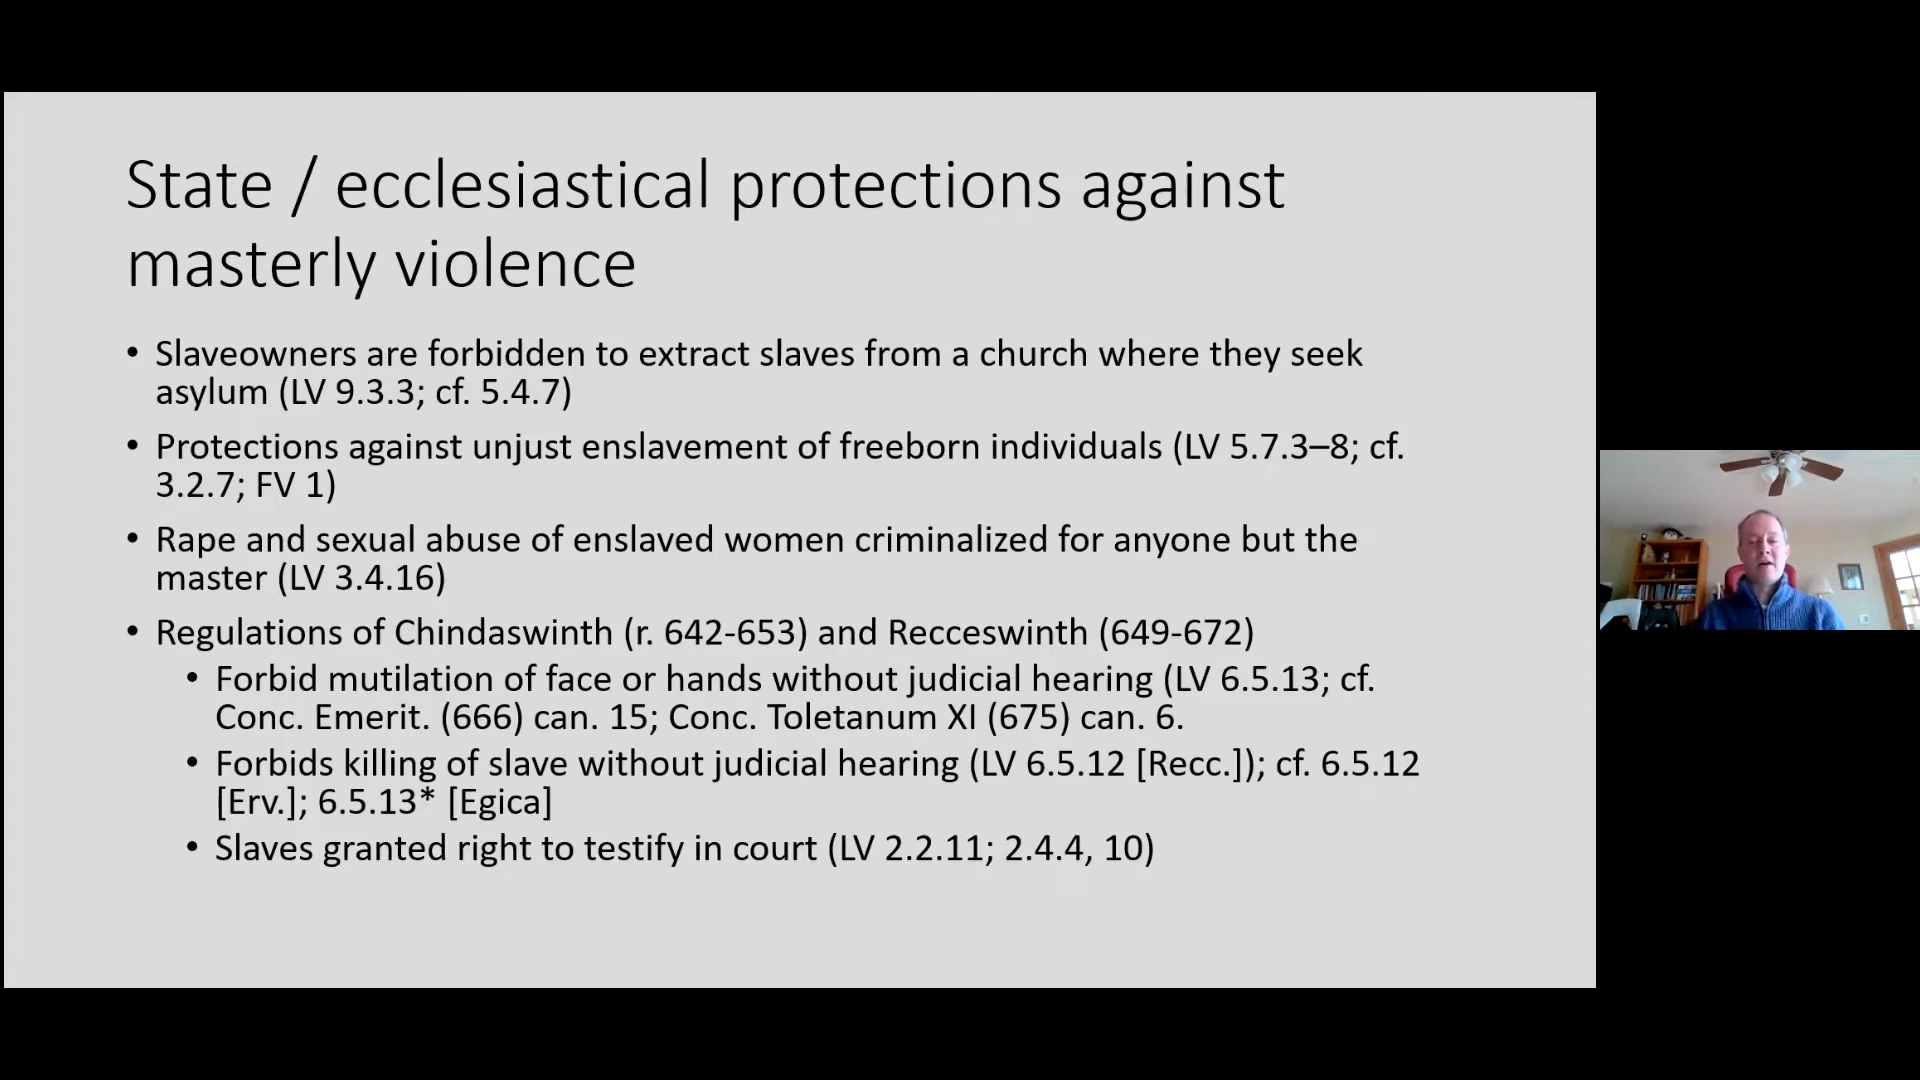 State / ecclesiastical protections against
masterly violence
• Slaveowners are forbidden to extract slaves from a church where they seek
asylum (LV 9.3.3; cf. 5.4.7)
• Protections against unjust enslavement of freeborn individuals (LV 5.7.3–8; cf.
3.2.7; FV 1)
• Rape and sexual abuse of enslaved women criminalized for anyone but the
master (LV 3.4.16)
• Regulations of Chindaswinth (r. 642-653) and Recceswinth (649-672)
• Forbid mutilation of face or hands without judicial hearing (LV 6.5.13; cf.
Conc. Emerit. (666) can. 15; Conc. Toletanum XI (675) can. 6.
• Forbids killing of slave without judicial hearing (LV 6.5.12 [Recc.]); cf. 6.5.12
[Erv.]; 6.5.13* [Egica]
• Slaves granted right to testify in court (LV 2.2.11; 2.4.4, 10)